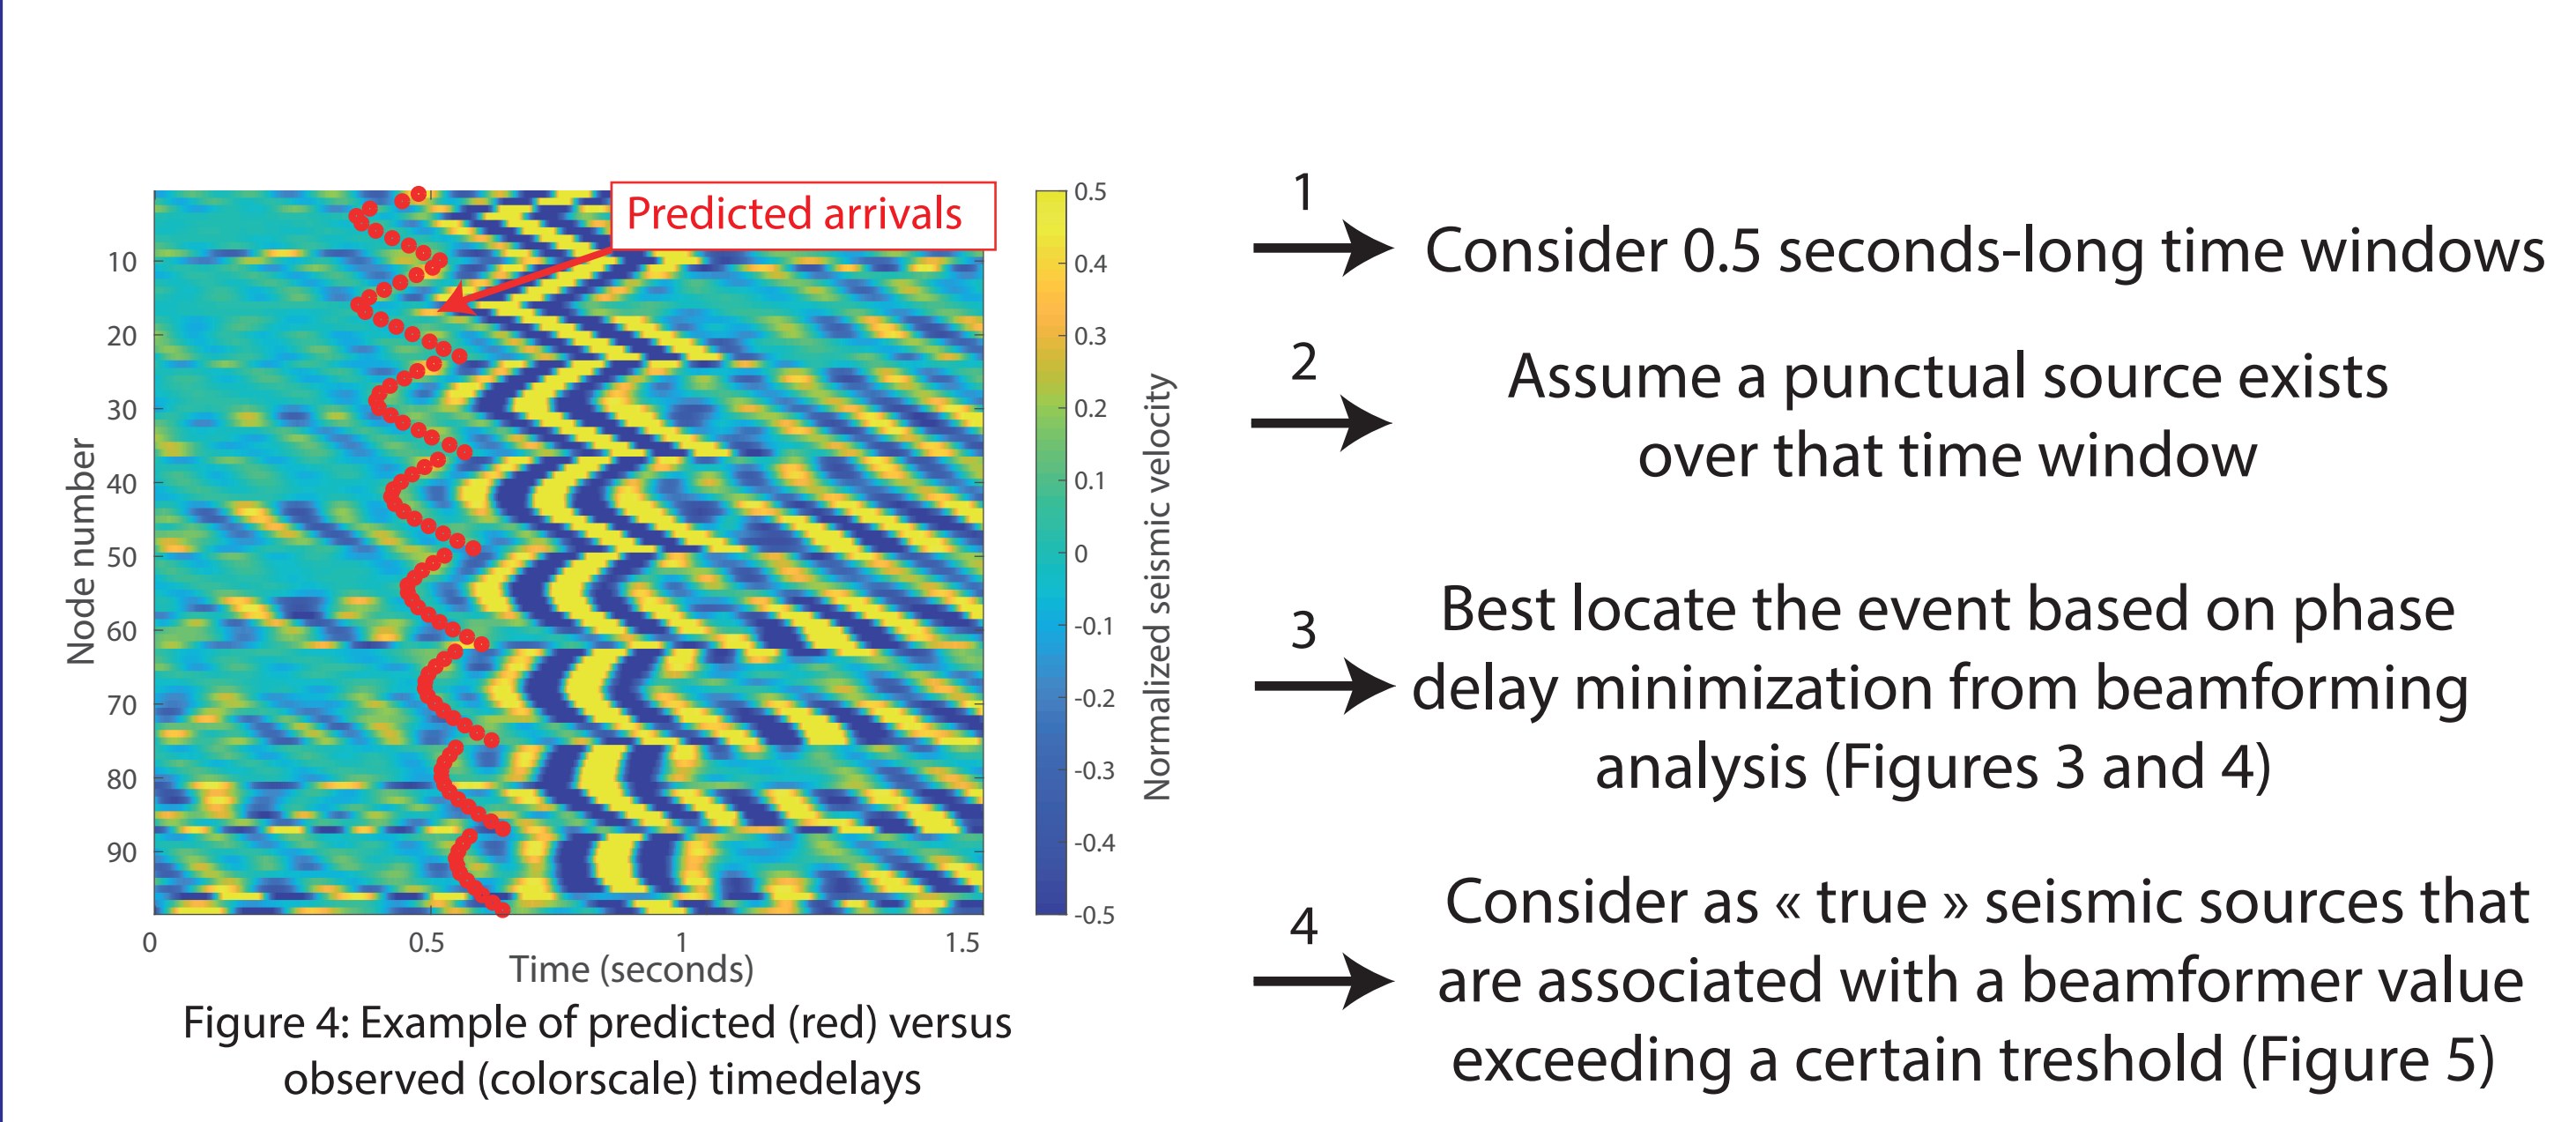 Predicted arrivals
10
20
30
40
50
60
70
80
90
Node number
0
0.5
1
1.5
Time (seconds)
0.5
0.4
0.3
0.2
0.1
0
-0.1
-0.2
-0.3
-0.4
-0.5
Normalized seismic velocity
Figure 4: Example of predicted (red) versus
observed (colorscale) timedelays
1
Consider 0.5 seconds-long time windows
2
Assume a punctual source exists
over that time window
3
Best locate the event based on phase
delay minimization from beamforming
analysis (Figures 3 and 4)
4
Consider as « true » seismic sources that
are associated with a beamformer value
exceeding a certain treshold (Figure 5)